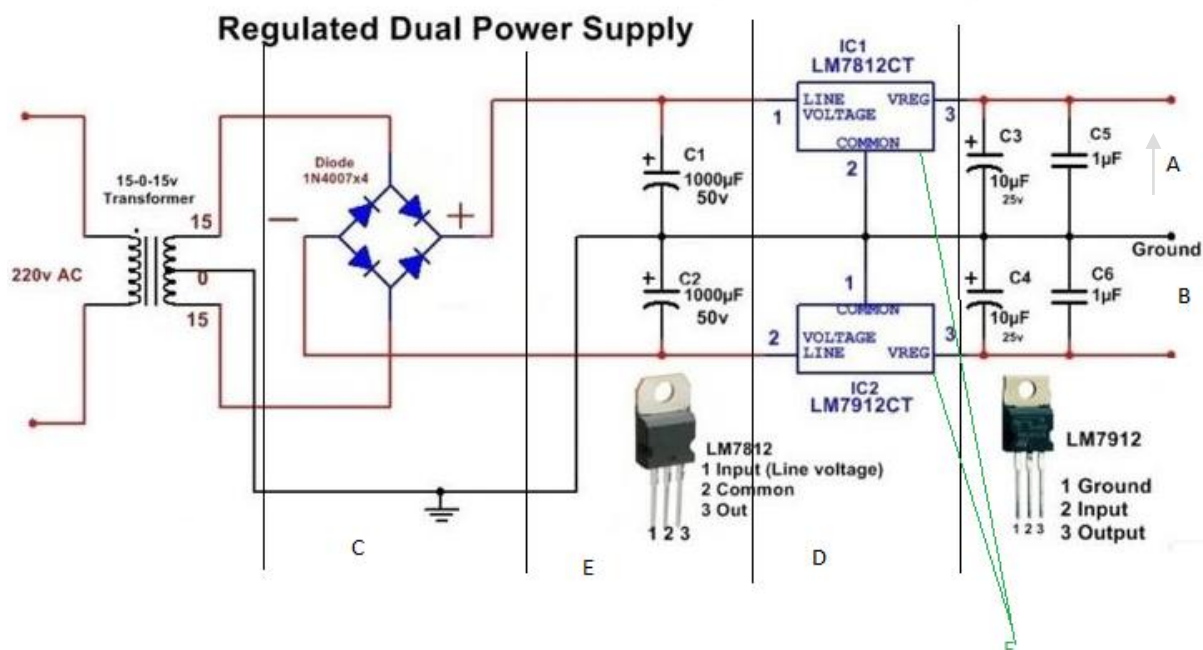 Regulated Dual Power Supply
IC1
LM7812CT
LINE VREG
VOLTAGE
COMMON
1
3
2
+
C1
1000µF
50v
+
C3
10µF
25v
C5
1µF
A
Diode
1N4007x4
−
+
15-0-15v
Transformer
15
0
15
220v AC
Ground
+
C2
1000µF
50v
1
COMMON
VOLTAGE
LINE VREG
2
3
IC2
LM7912CT
+
C4
10µF
25v
C6
1µF
B
LM7812
1 Input (Line voltage)
2 Common
3 Out
1 2 3
LM7912
1 Ground
2 Input
3 Output
1 2 3
C
E
D